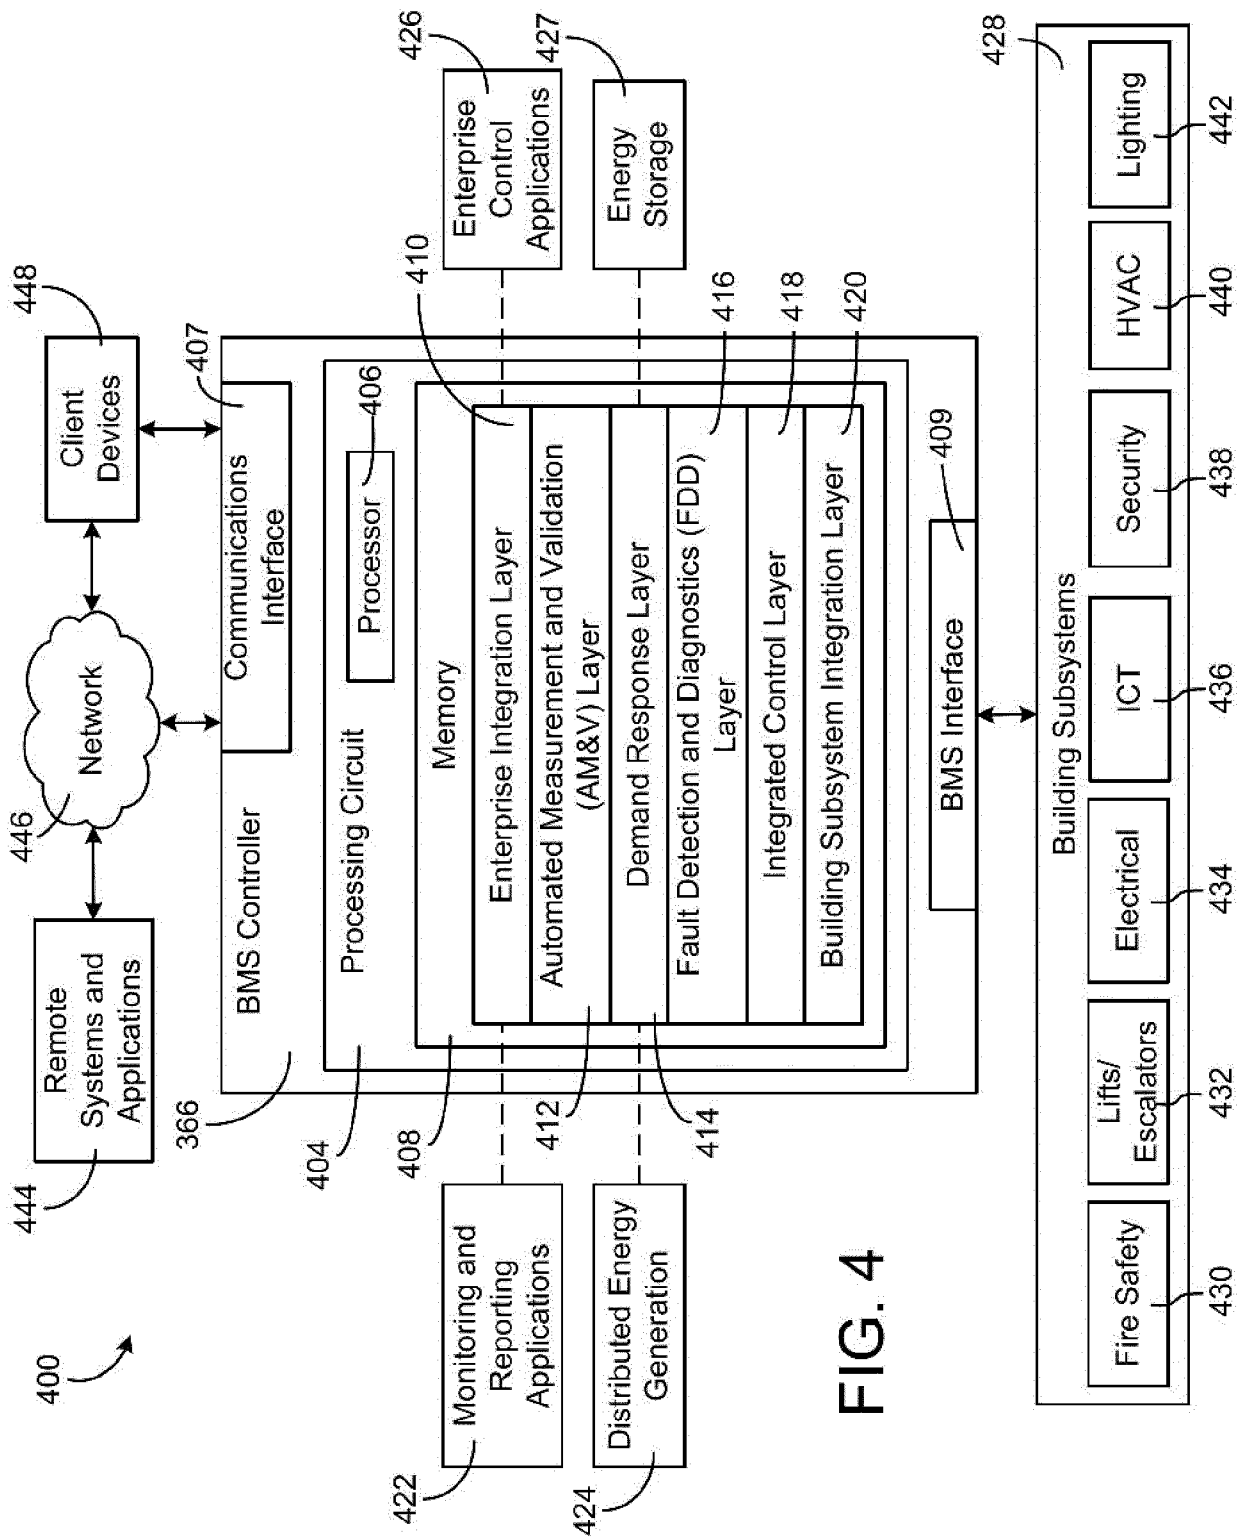 400
444
Remote
Systems and
Applications
446
Network
448
Client
Devices
366
BMS Controller
Communications
Interface
407
404
Processing Circuit
Processor
406
408
Memory
410
Enterprise Integration Layer
Automated Measurement and Validation
(AM&V) Layer
412
Demand Response Layer
414
Fault Detection and Diagnostics (FDD)
Layer
416
Integrated Control Layer
418
Building Subsystem Integration Layer
420
422
Monitoring and
Reporting
Applications
424
Distributed Energy
Generation
426
Enterprise
Control
Applications
427
Energy
Storage
BMS Interface
409
428
Building Subsystems
Fire Safety
Lifts/
Escalators
Electrical
ICT
Security
HVAC
Lighting
430
432
434
436
438
440
442
FIG. 4